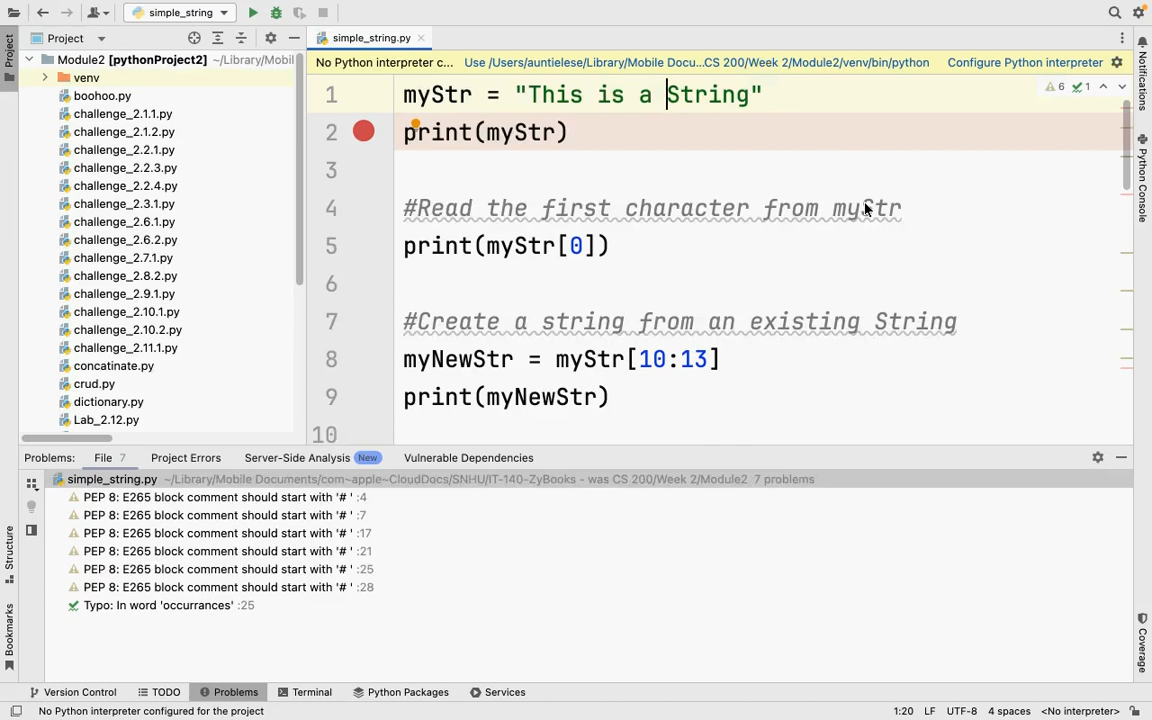 simple_string
Project
simple_string.py
Module2 [pythonProject2] ~/Library/Mobil
venv
boohoo.py
challenge_2.1.1.py
challenge_2.1.2.py
challenge_2.2.1.py
challenge_2.2.3.py
challenge_2.2.4.py
challenge_2.3.1.py
challenge_2.6.1.py
challenge_2.6.2.py
challenge_2.7.1.py
challenge_2.8.2.py
challenge_2.9.1.py
challenge_2.10.1.py
challenge_2.10.2.py
challenge_2.11.1.py
concatinate.py
crud.py
dictionary.py
Lab_2.12.py
No Python interpreter c... Use /Users/auntielese/Library/Mobile Docu...CS 200/Week 2/Module2/venv/bin/python Configure Python interpreter
6 1
1 myStr = "This is a String"
2 print(myStr)
3
4 #Read the first character from myStr
5 print(myStr[0])
6
7 #Create a string from an existing String
8 myNewStr = myStr[10:13]
9 print(myNewStr)
10
Project
Structure
Bookmarks
Notifications
Python Console
Coverage
Problems: File 7 Project Errors Server-Side Analysis New Vulnerable Dependencies
simple_string.py ~/Library/Mobile Documents/com~apple~CloudDocs/SNHU/IT-140-ZyBooks - was CS 200/Week 2/Module2 7 problems
PEP 8: E265 block comment should start with '# ' :4
PEP 8: E265 block comment should start with '# ' :7
PEP 8: E265 block comment should start with '# ' :17
PEP 8: E265 block comment should start with '# ' :21
PEP 8: E265 block comment should start with '# ' :25
PEP 8: E265 block comment should start with '# ' :28
Typo: In word 'occurrances' :25
Version Control TODO Problems Terminal Python Packages Services
No Python interpreter configured for the project 1:20 LF UTF-8 4 spaces <No interpreter>